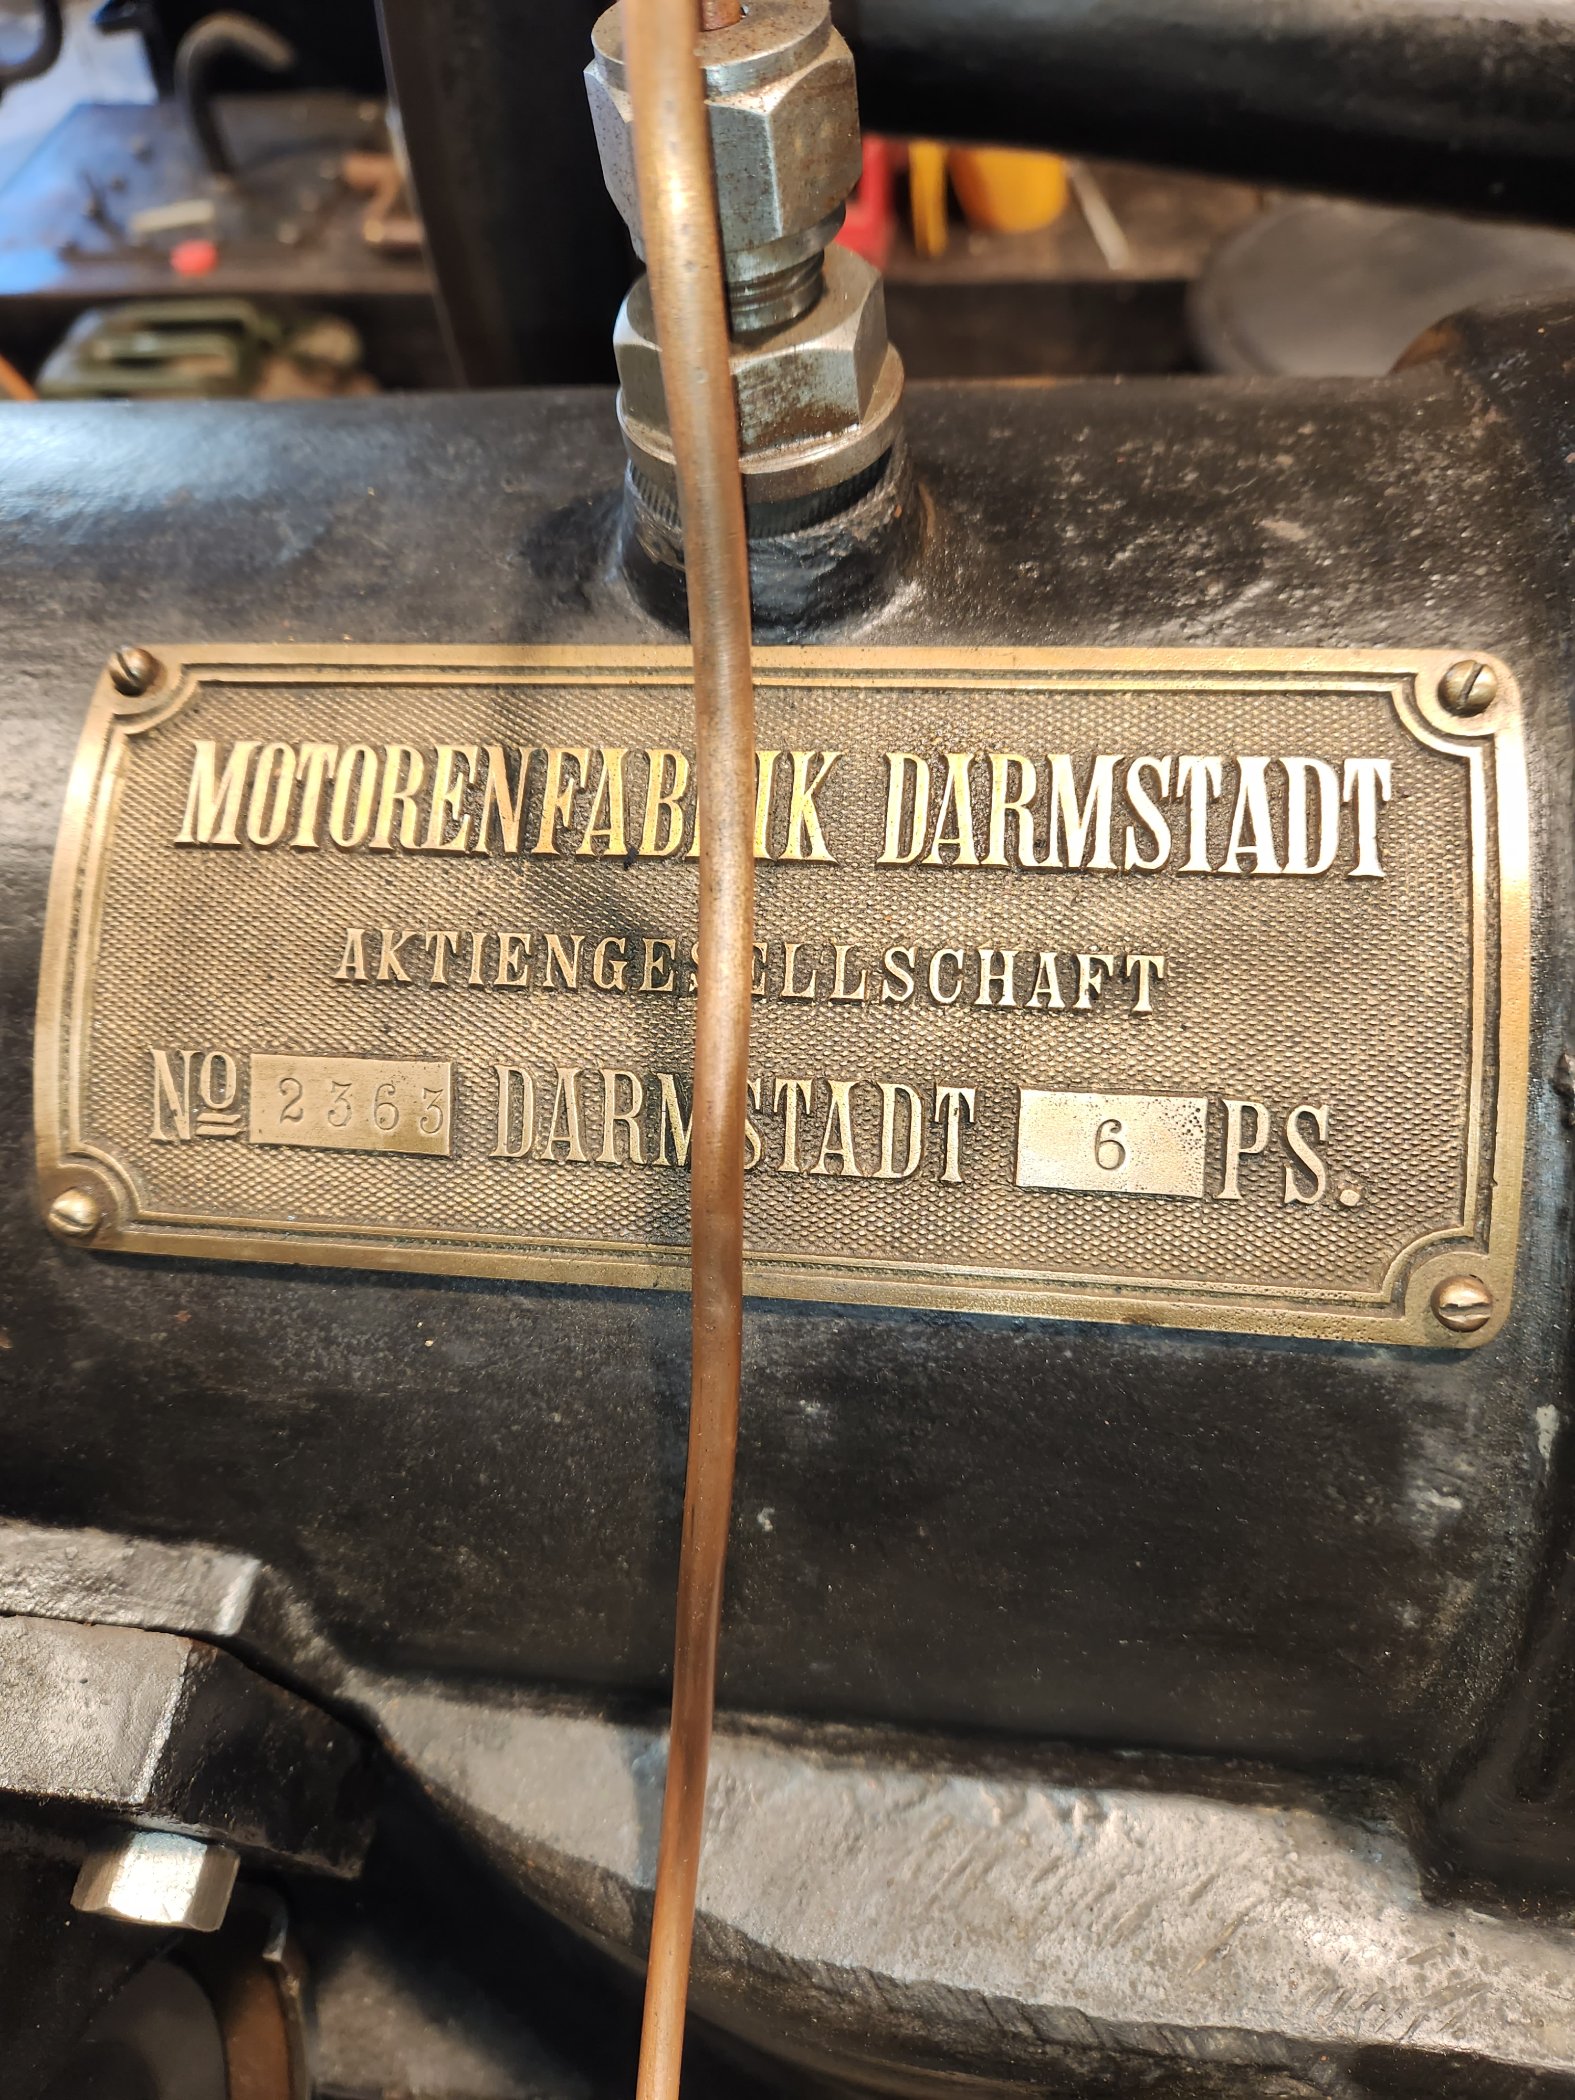 MOTORENFABRIK DARMSTADT
AKTIENGESELLSCHAFT
No 2363 DARMSTADT 6 PS.